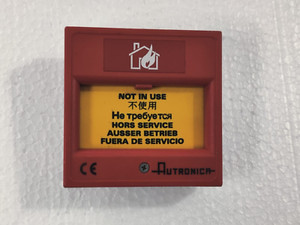 NOT IN USE
不使用
Не требуется
HORS SERVICE
AUSSER BETRIEB
FUERA DE SERVICIO
CE
AUTRONICA